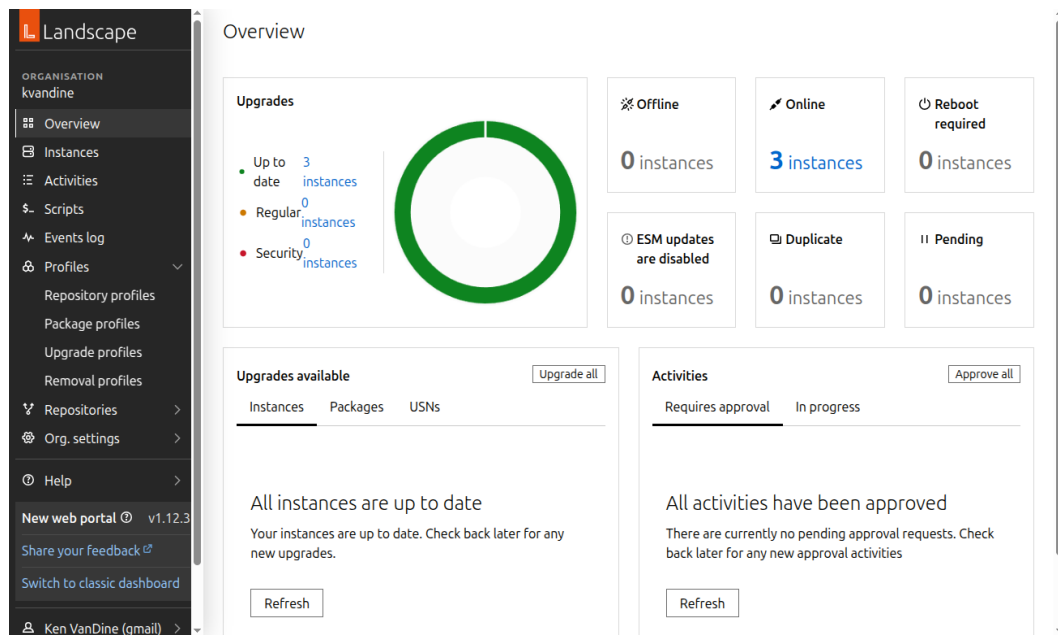 Landscape
ORGANISATION
kvandine
Overview
Instances
Activities
Scripts
Events log
Profiles
Repository profiles
Package profiles
Upgrade profiles
Removal profiles
Repositories
Org. settings
Help
New web portal v1.12.3
Share your feedback
Switch to classic dashboard
Ken VanDine (gmail)
Overview
Upgrades
Up to date 3 instances
Regular 0 instances
Security 0 instances
Offline
0 instances
Online
3 instances
Reboot
required
0 instances
ESM updates
are disabled
0 instances
Duplicate
0 instances
Pending
0 instances
Upgrades available Upgrade all
Instances Packages USNs
All instances are up to date
Your instances are up to date. Check back later for any
new upgrades.
Refresh
Activities Approve all
Requires approval In progress
All activities have been approved
There are currently no pending approval requests. Check
back later for any new approval activities
Refresh